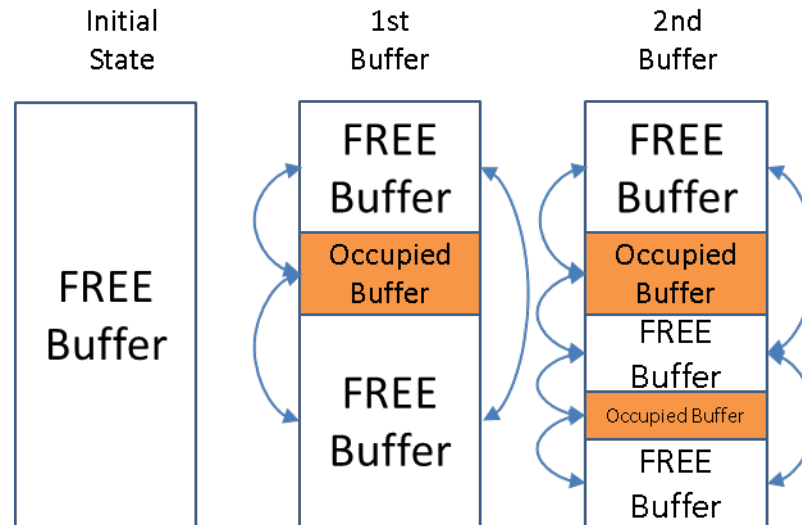 Initial
State
1st
Buffer
2nd
Buffer
FREE
Buffer
FREE
Buffer
Occupied
Buffer
FREE
Buffer
FREE
Buffer
Occupied
Buffer
FREE
Buffer
Occupied Buffer
FREE
Buffer